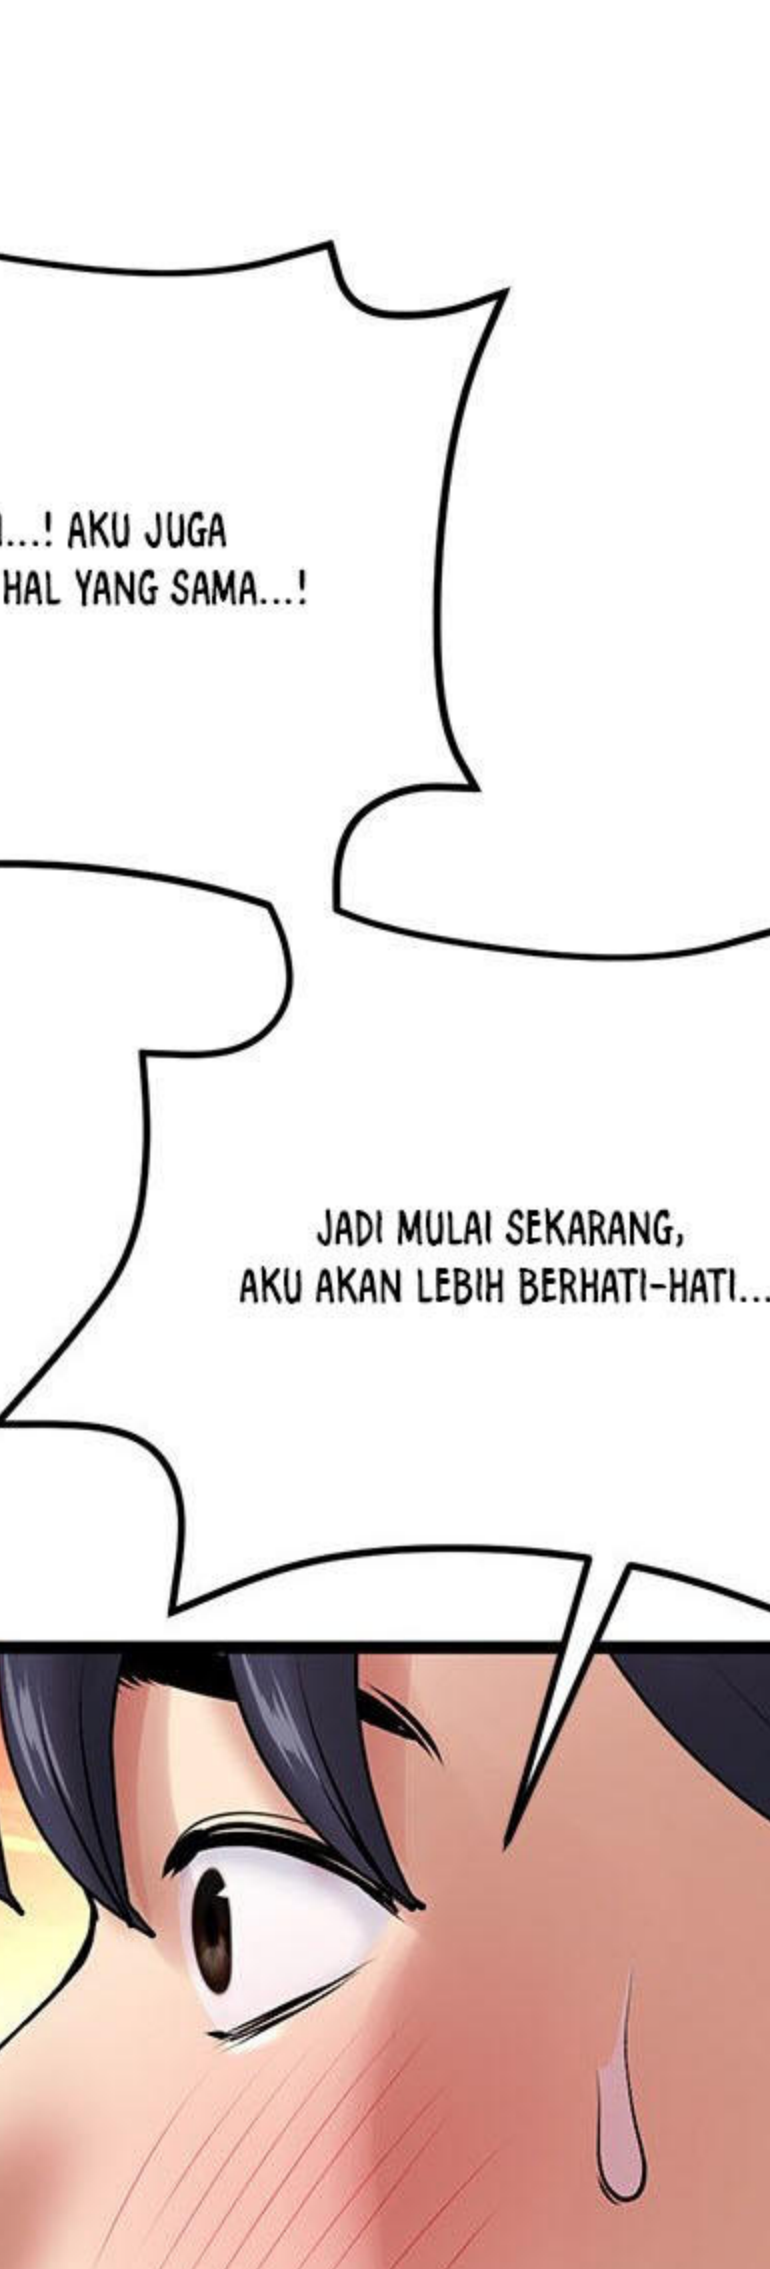 ...! AKU JUGA
HAL YANG SAMA...!
JADI MULAI SEKARANG,
AKU AKAN LEBIH BERHATI-HATI...